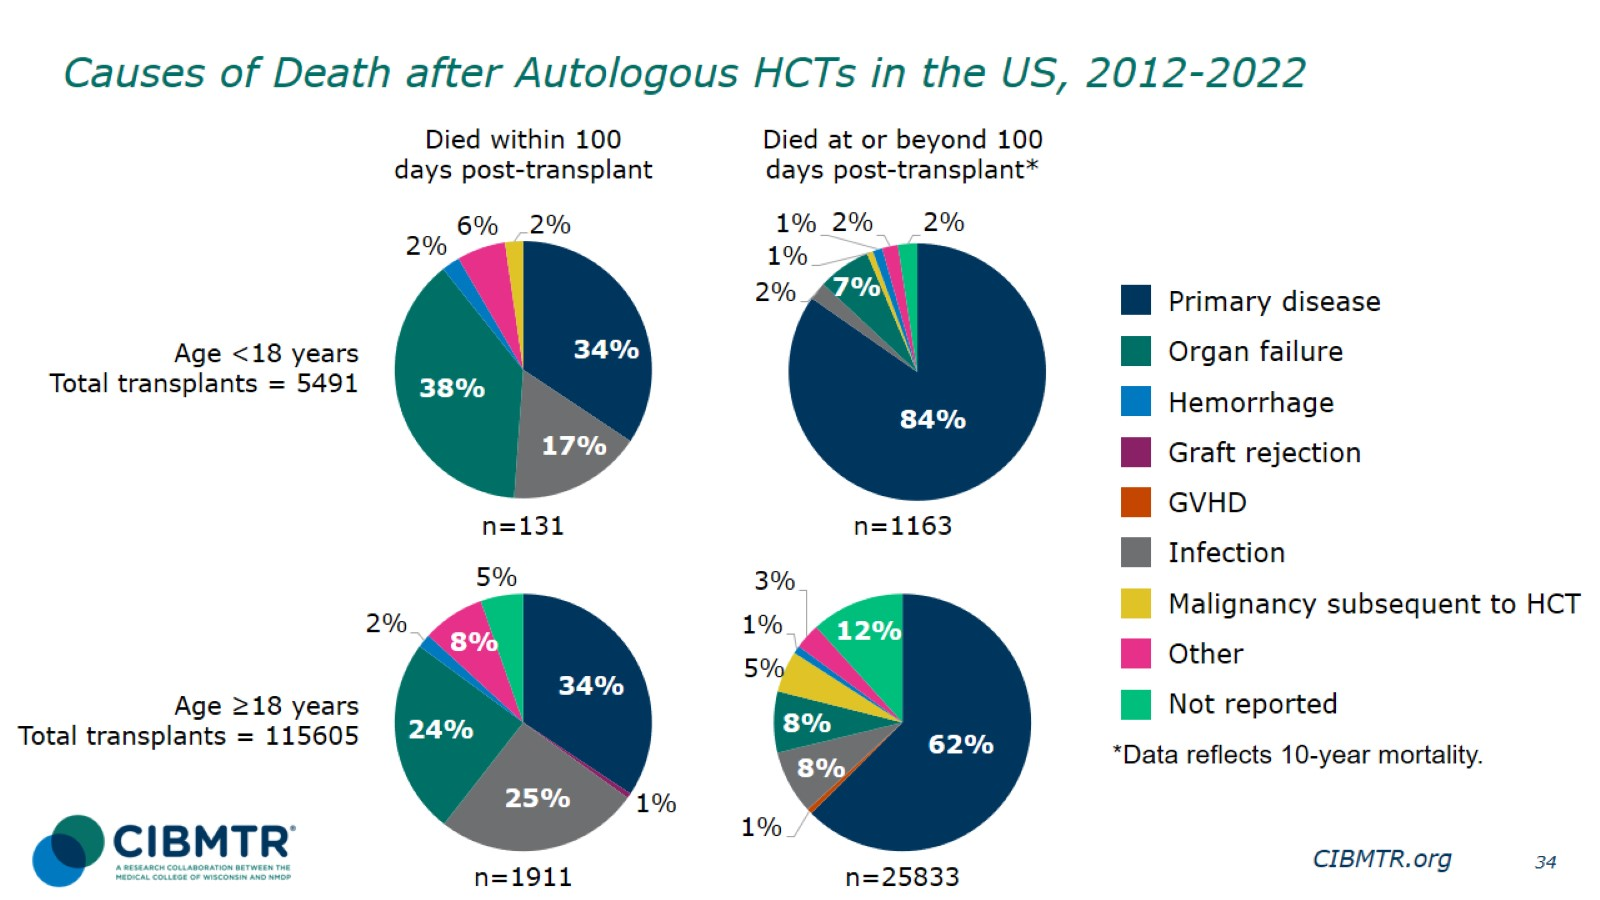 Causes of Death after Autologous HCTs in the US, 2012-2022
Died within 100
days post-transplant
Died at or beyond 100
days post-transplant*
Age <18 years
Total transplants = 5491
2%
6%
2%
34%
17%
38%
n=131
1%
2%
2%
1%
2%
7%
84%
n=1163
Age ≥18 years
Total transplants = 115605
5%
2%
8%
34%
24%
25%
1%
n=1911
3%
1%
5%
12%
8%
8%
62%
1%
n=25833
Primary disease
Organ failure
Hemorrhage
Graft rejection
GVHD
Infection
Malignancy subsequent to HCT
Other
Not reported
*Data reflects 10-year mortality.
CIBMTR®
A RESEARCH COLLABORATION BETWEEN THE
MEDICAL COLLEGE OF WISCONSIN AND NMDP
CIBMTR.org
34